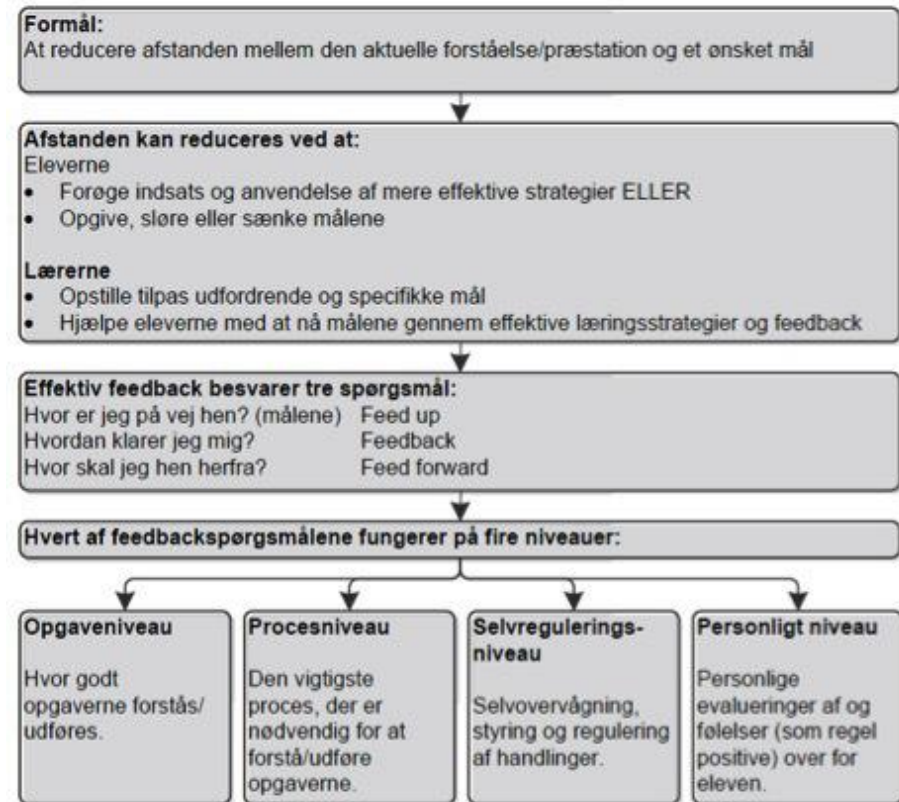 Formål:
At reducere afstanden mellem den aktuelle forståelse/præstation og et ønsket mål
Afstanden kan reduceres ved at:
Eleverne
• Forøge indsats og anvendelse af mere effektive strategier ELLER
• Opgive, sløre eller sænke målene
Lærerne
• Opstille tilpas udfordrende og specifikke mål
• Hjælpe eleverne med at nå målene gennem effektive læringsstrategier og feedback
Effektiv feedback besvarer tre spørgsmål:
Hvor er jeg på vej hen? (målene) Feed up
Hvordan klarer jeg mig? Feedback
Hvor skal jeg hen herfra? Feed forward
Hvert af feedbackspørgsmålene fungerer på fire niveauer:
Opgaveniveau
Hvor godt
opgaverne forstås/
udføres.
Procesniveau
Den vigtigste
proces, der er
nødvendig for at
forstå/udføre
opgaverne.
Selvregulerings-
niveau
Selvovervågning,
styring og regulering
af handlinger.
Personligt niveau
Personlige
evalueringer af og
følelser (som regel
positive) over for
eleven.